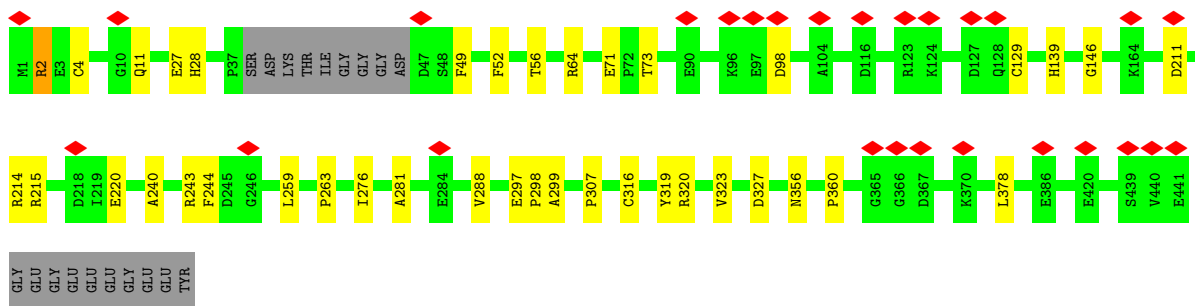 M1 R2 E3 C4 G10 Q11 E27 H28 P37 SER ASP LYS THR ILE GLY GLY ASP D47 S48 F49 F52 T56 R64 E71 P72 T73 E90 K96 E97 D98 A104 D116 R123 K124 D127 Q128 C129 H139 G146 K164 D211
R214 R215 D218 I219 E220 A240 R243 F244 D245 G246 L259 P263 I276 A281 E284 V288 E297 P298 A299 P307 C316 Y319 R320 V323 D327 N356 P360 G365 G366 D367 K370 L378 E386 E420 S439 V440 E441
GLY GLU GLY GLU GLU GLU GLY GLU GLU TYR